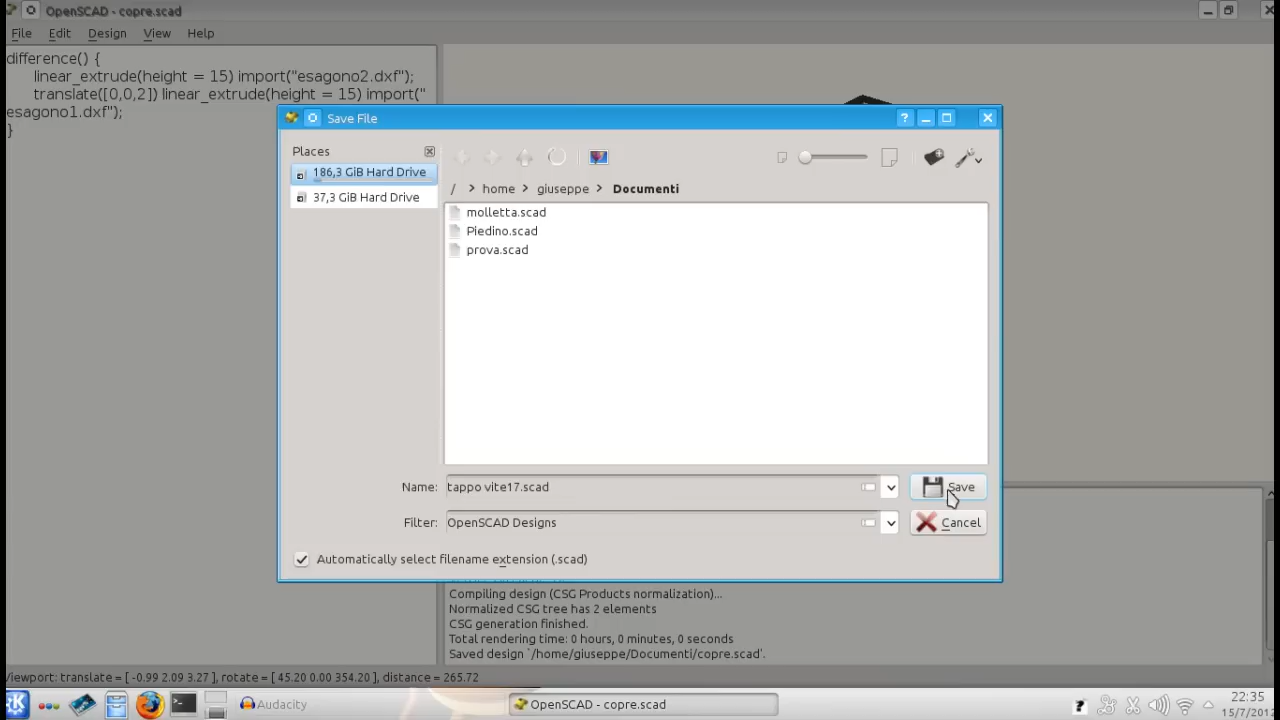 OpenSCAD - copre.scad
File Edit Design View Help
difference() {
linear_extrude(height = 15) import("esagono2.dxf");
translate([0,0,2]) linear_extrude(height = 15) import("
esagono1.dxf");
}
Save File
?
Places
186,3 GiB Hard Drive
37,3 GiB Hard Drive
/ > home > giuseppe > Documenti
molletta.scad
Piedino.scad
prova.scad
Name: tappo vite17.scad Save
Filter: OpenSCAD Designs Cancel
Automatically select filename extension (.scad)
Compiling design (CSG Products normalization)...
Normalized CSG tree has 2 elements
CSG generation finished.
Total rendering time: 0 hours, 0 minutes, 0 seconds
Saved design `/home/giuseppe/Documenti/copre.scad'.
Viewport: translate = [ -0.99 2.09 3.27 ], rotate = [ 45.20 0.00 354.20 ], distance = 265.72
Audacity
OpenSCAD - copre.scad
?
22:35